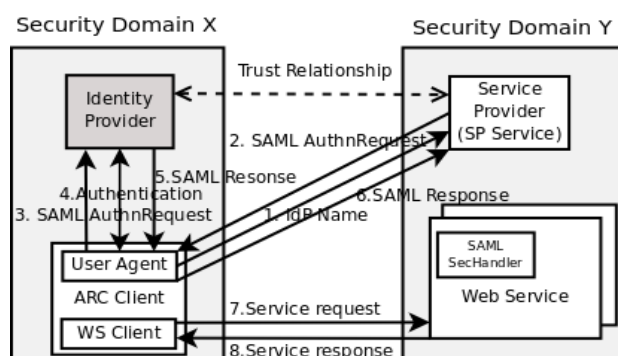 Security Domain X
Security Domain Y
Trust Relationship
Identity
Provider
Service
Provider
(SP Service)
2. SAML AuthnRequest
5.SAML Resonse
4.Authentication
6.SAML Response
3. SAML AuthnRequest
1. IdP Name
User Agent
ARC Client
WS Client
SAML
SecHandler
Web Service
7.Service request
8.Service response